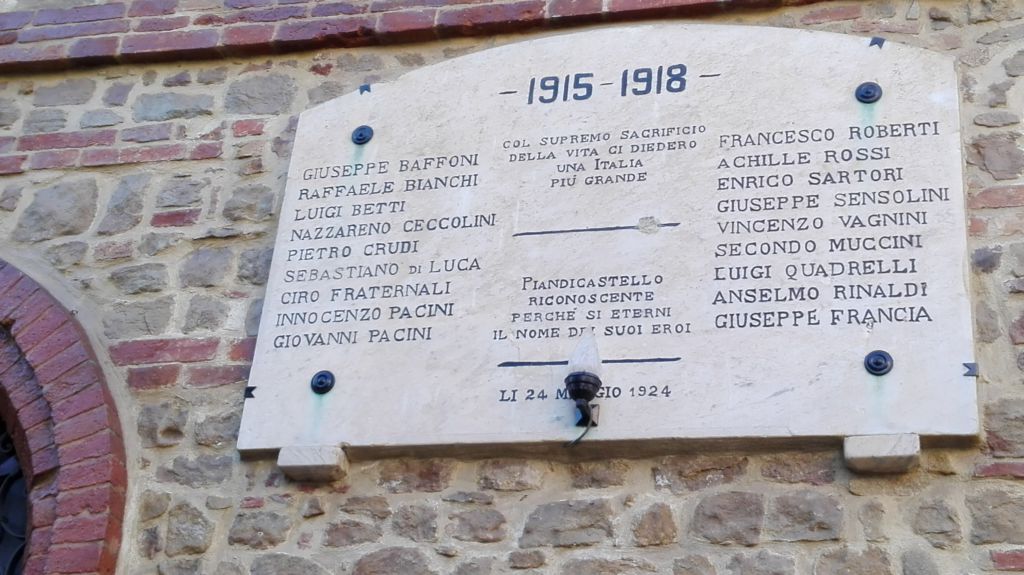 - 1915 - 1918 -
GIUSEPPE BAFFONI
RAFFAELE BIANCHI
LUIGI BETTI
NAZZARENO CECCOLINI
PIETRO CRUDI
SEBASTIANO DI LUCA
CIRO FRATERNALI
INNOCENZO PACINI
GIOVANNI PACINI
COL SUPREMO SACRIFICIO
DELLA VITA CI DIEDERO
UNA ITALIA
PIÚ GRANDE
PIANDICASTELLO
RICONOSCENTE
PERCHÉ SI ETERNI
IL NOME DEI SUOI EROI
LI 24 MAGGIO 1924
FRANCESCO ROBERTI
ACHILLE ROSSI
ENRICO SARTORI
GIUSEPPE SENSOLINI
VINCENZO VAGNINI
SECONDO MUCCINI
LUIGI QUADRELLI
ANSELMO RINALDI
GIUSEPPE FRANCIA